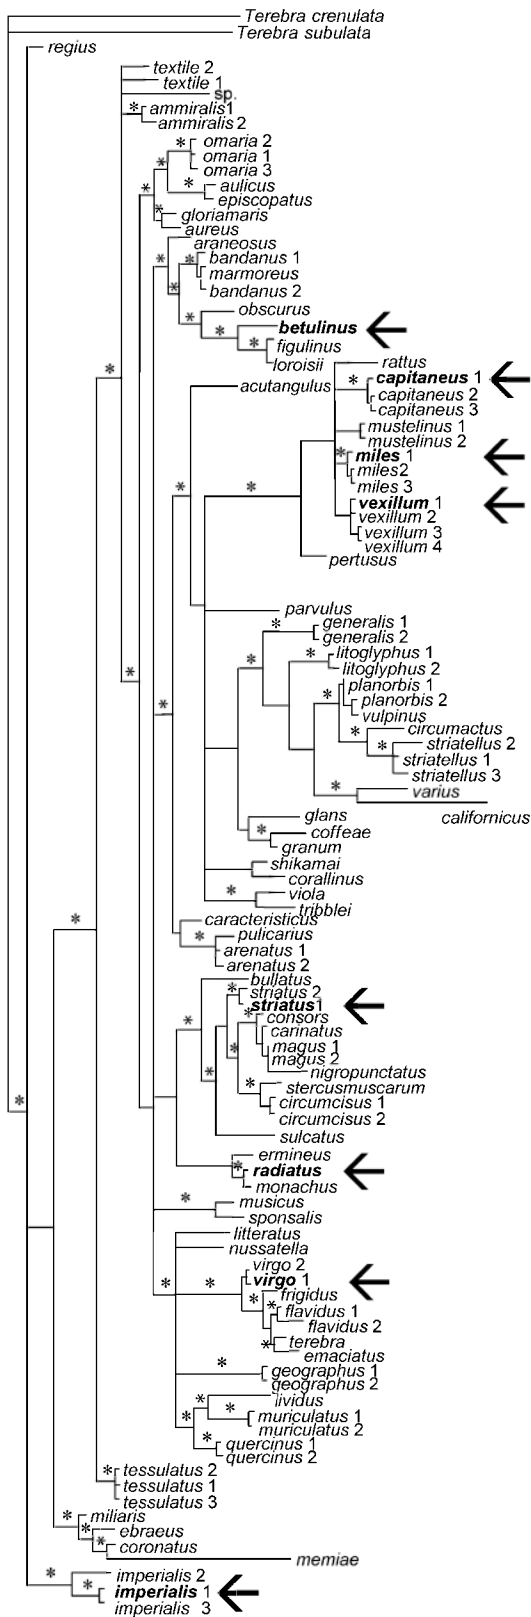 Terebra crenulata
Terebra subulata
regius
textile 2
textile 1
sp.
ammiralis1
ammiralis 2
omaria 2
omaria 1
omaria 3
aulicus
episcopatus
gloriamaris
aureus
araneosus
bandanus 1
marmoreus
bandanus 2
obscurus
betulinus
figulinus
loroisii
rattus
capitaneus 1
acutangulus
capitaneus 2
capitaneus 3
mustelinus 1
mustelinus 2
miles 1
miles2
miles 3
vexillum 1
vexillum 2
vexillum 3
vexillum 4
pertusus
parvulus
generalis 1
generalis 2
litoglyphus 1
litoglyphus 2
planorbis 1
planorbis 2
vulpinus
circumactus
striatellus 2
striatellus 1
striatellus 3
varius
californicus
glans
coffeae
granum
shikamai
corallinus
viola
tribblei
caracteristicus
pulicarius
arenatus 1
arenatus 2
bullatus
striatus 2
striatus1
consors
catinatus
magus 1
magus 2
nigropunctatus
stercusmuscarum
circumcisus 1
circumcisus 2
sulcatus
ermineus
radiatus
monachus
musicus
sponsalis
litteratus
nussatella
virgo 2
virgo 1
frigidus
flavidus 1
flavidus 2
terebra
emaciatus
geographus 1
geographus 2
lividus
muriculatus 1
muriculatus 2
quercinus 1
quercinus 2
tessulatus 2
tessulatus 1
tessulatus 3
miliaris
ebraeus
coronatus
memiae
imperialis 2
imperialis 1
imperialis 3